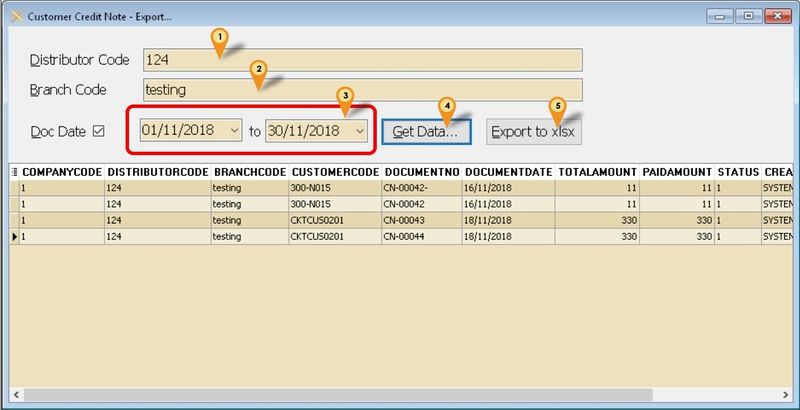 Customer Credit Note - Export...
1
Distributor Code 124
2
Branch Code testing
3 4 5
Doc Date 01/11/2018 to 30/11/2018 Get Data... Export to xlsx
COMPANYCODE DISTRIBUTORCODE BRANCHCODE CUSTOMERCODE DOCUMENTNO DOCUMENTDATE TOTALAMOUNT PAIDAMOUNT STATUS CREA
1 124 testing 300-N015 CN-00042- 16/11/2018 11 11 1 SYSTEM
1 124 testing 300-N015 CN-00042 16/11/2018 11 11 1 SYSTEM
1 124 testing CKTCUS0201 CN-00043 18/11/2018 330 330 1 SYSTEM
1 124 testing CKTCUS0201 CN-00044 18/11/2018 330 330 1 SYSTEM